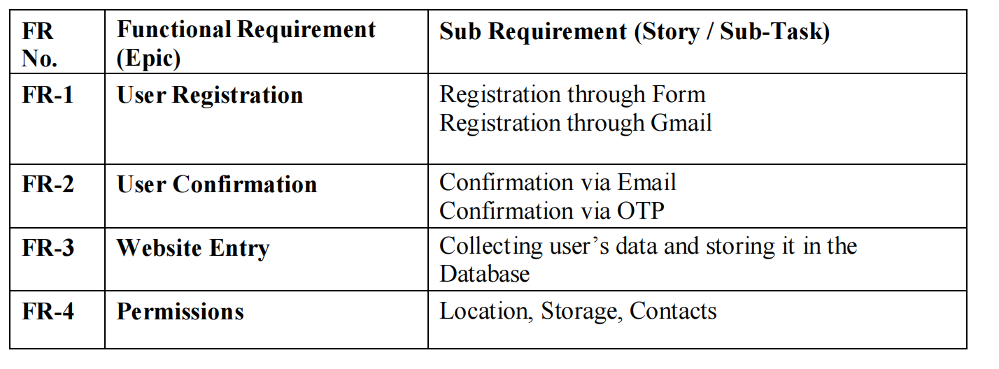 FR
No.
Functional Requirement
(Epic)
Sub Requirement (Story / Sub-Task)
FR-1
User Registration
Registration through Form
Registration through Gmail
FR-2
User Confirmation
Confirmation via Email
Confirmation via OTP
FR-3
Website Entry
Collecting user’s data and storing it in the
Database
FR-4
Permissions
Location, Storage, Contacts